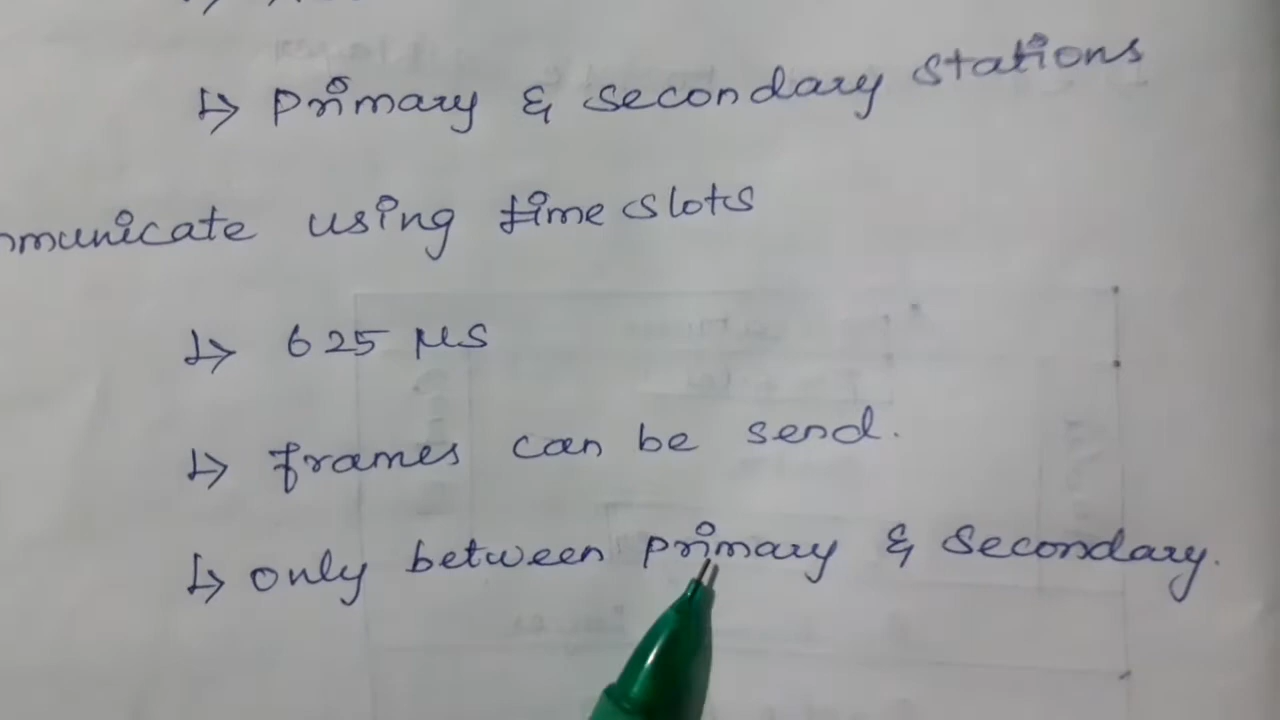 ↳ primary & secondary stations
mmunicate using time slots
↳ 625 μs
↳ frames can be send.
↳ only between primary & secondary.